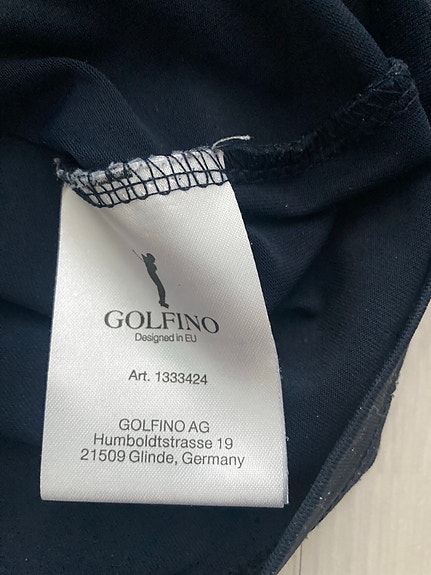 GOLFINO
Designed in EU
Art. 1333424
GOLFINO AG
Humboldtstrasse 19
21509 Glinde, Germany